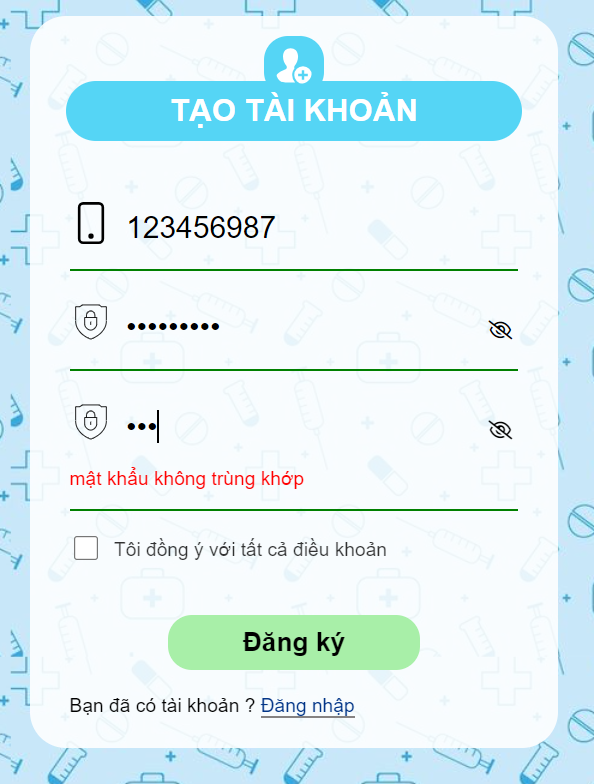 TẠO TÀI KHOẢN
123456987
•••••••••
•••
mật khẩu không trùng khớp
Tôi đồng ý với tất cả điều khoản
Đăng ký
Bạn đã có tài khoản ? Đăng nhập